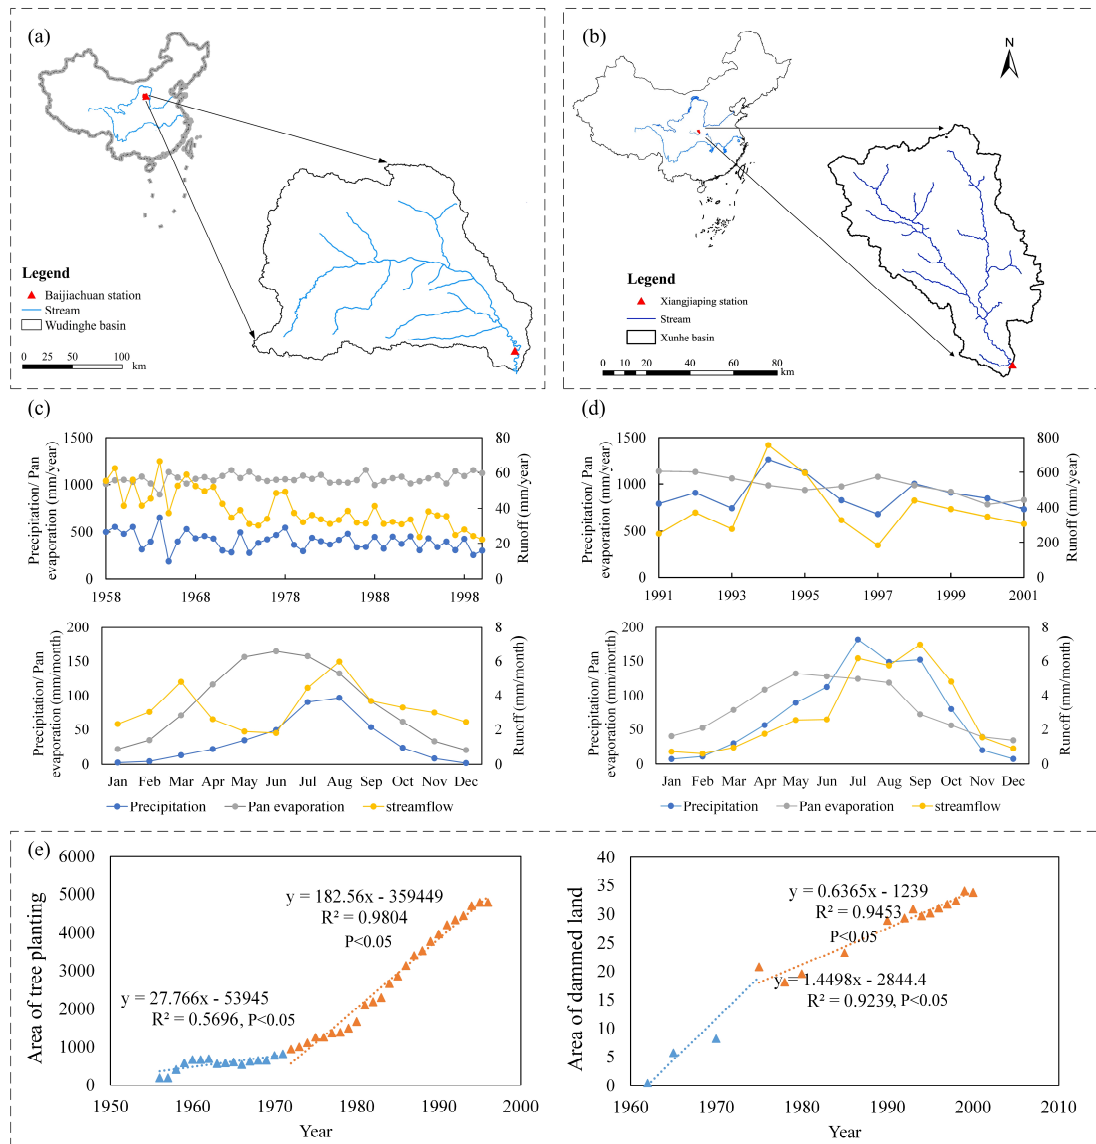 (a)
Legend
Baijiachuan station
Stream
Wudinghe basin
0 20 40 60 80 100
km
(b)
N
Legend
Xiangjiaping station
Stream
Xunhe basin
0 10 20 40 60 80
km
(c)
Precipitation/ Pan
evaporation (mm/year)
1500
1000
500
0
80
60
40
20
0
Runoff (mm/year)
1958 1968 1978 1988 1998
Precipitation/ Pan
evaporation (mm/month)
200
150
100
50
0
8
6
4
2
0
Runoff (mm/month)
Jan Feb Mar Apr May Jun Jul Aug Sep Oct Nov Dec
Precipitation Pan evaporation streamflow
(d)
Precipitation/ Pan
evaporation (mm/year)
1500
1000
500
0
800
600
400
200
0
Runoff (mm/year)
1991 1993 1995 1997 1999 2001
Precipitation/ Pan
evaporation (mm/month)
200
150
100
50
0
8
6
4
2
0
Runoff (mm/month)
Jan Feb Mar Apr May Jun Jul Aug Sep Oct Nov Dec
Precipitation Pan evaporation streamflow
(e)
Area of tree planting
6000
5000
4000
3000
2000
1000
0
y = 182.56x - 359449
R² = 0.9804
P<0.05
y = 27.766x - 53945
R² = 0.5696, P<0.05
1950 1960 1970 1980 1990 2000
Year
Area of dammed land
40
35
30
25
20
15
10
5
0
y = 0.6365x - 1239
R² = 0.9453
P<0.05
y = 1.4498x - 2844.4
R² = 0.9239, P<0.05
1960 1970 1980 1990 2000 2010
Year